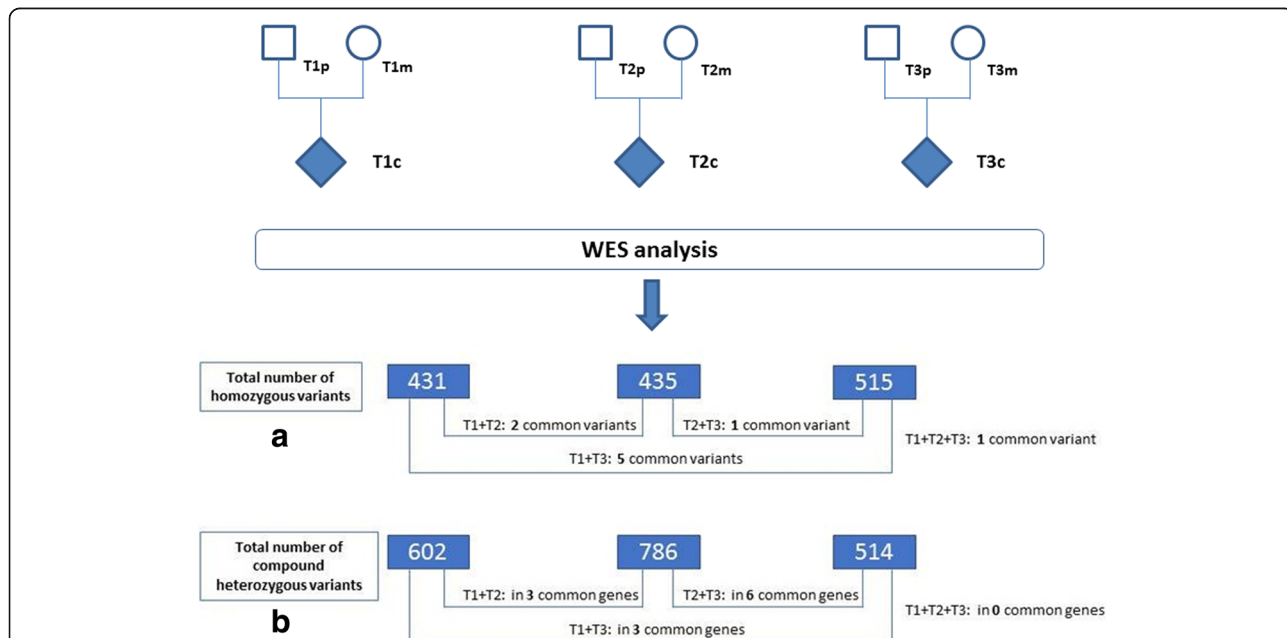 T1p
T1m
T2p
T2m
T3p
T3m
T1c
T2c
T3c
WES analysis
Total number of
homozygous variants
a
431
435
515
T1+T2: 2 common variants
T2+T3: 1 common variant
T1+T2+T3: 1 common variant
T1+T3: 5 common variants
Total number of
compound
heterozygous variants
b
602
786
514
T1+T2: in 3 common genes
T2+T3: in 6 common genes
T1+T2+T3: in 0 common genes
T1+T3: in 3 common genes